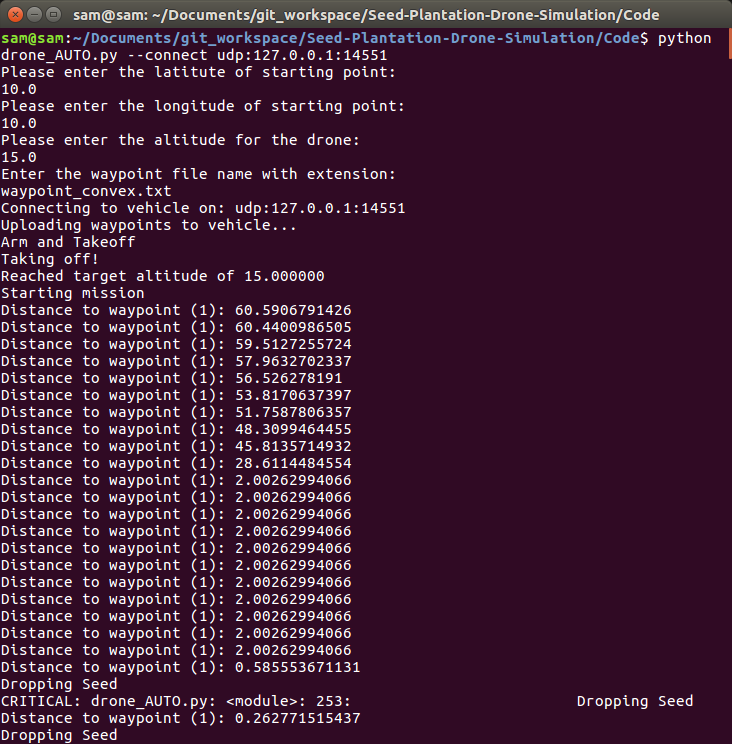 sam@sam: ~/Documents/git_workspace/Seed-Plantation-Drone-Simulation/Code
sam@sam:~/Documents/git_workspace/Seed-Plantation-Drone-Simulation/Code$ python
drone_AUTO.py --connect udp:127.0.0.1:14551
Please enter the latitute of starting point:
10.0
Please enter the longitude of starting point:
10.0
Please enter the altitude for the drone:
15.0
Enter the waypoint file name with extension:
waypoint_convex.txt
Connecting to vehicle on: udp:127.0.0.1:14551
Uploading waypoints to vehicle...
Arm and Takeoff
Taking off!
Reached target altitude of 15.000000
Starting mission
Distance to waypoint (1): 60.5906791426
Distance to waypoint (1): 60.4400986505
Distance to waypoint (1): 59.5127255724
Distance to waypoint (1): 57.9632702337
Distance to waypoint (1): 56.526278191
Distance to waypoint (1): 53.8170637397
Distance to waypoint (1): 51.7587806357
Distance to waypoint (1): 48.3099464455
Distance to waypoint (1): 45.8135714932
Distance to waypoint (1): 28.6114484554
Distance to waypoint (1): 2.00262994066
Distance to waypoint (1): 2.00262994066
Distance to waypoint (1): 2.00262994066
Distance to waypoint (1): 2.00262994066
Distance to waypoint (1): 2.00262994066
Distance to waypoint (1): 2.00262994066
Distance to waypoint (1): 2.00262994066
Distance to waypoint (1): 2.00262994066
Distance to waypoint (1): 2.00262994066
Distance to waypoint (1): 2.00262994066
Distance to waypoint (1): 2.00262994066
Distance to waypoint (1): 0.585553671131
Dropping Seed
CRITICAL: drone_AUTO.py: <module>: 253:                          Dropping Seed
Distance to waypoint (1): 0.262771515437
Dropping Seed